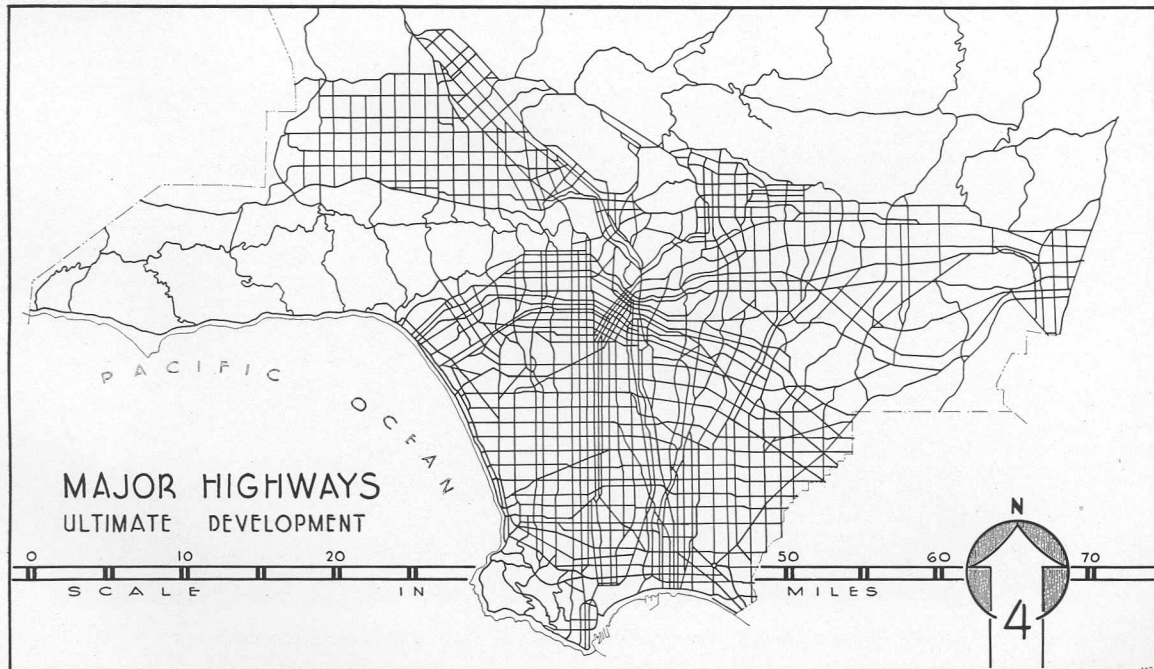 PACIFIC
OCEAN
MAJOR HIGHWAYS
ULTIMATE DEVELOPMENT
N
0 10 20 50 60 70
SCALE IN MILES
4